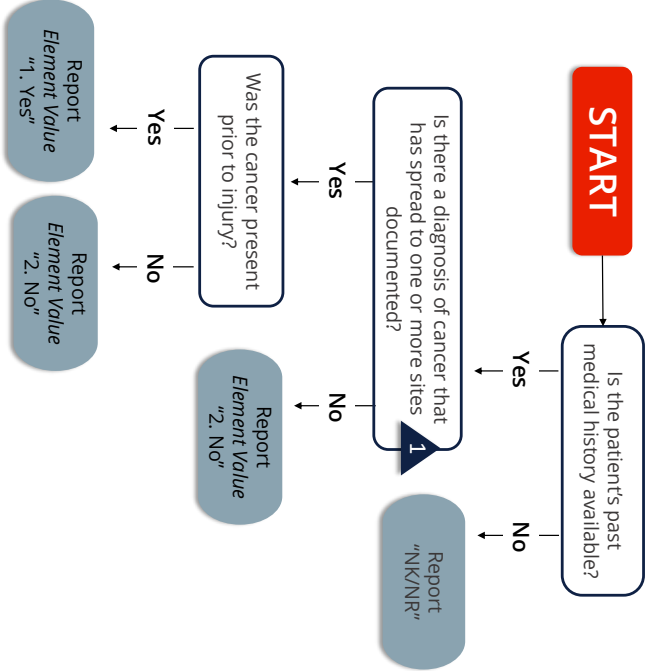 START
Is the patient's past
medical history available?
Yes
No
Is there a diagnosis of cancer that
has spread to one or more sites
documented?
1
Report
"NK/NR"
Yes
No
Was the cancer present
prior to injury?
Report
Element Value
"2. No"
Yes
No
Report
Element Value
"1. Yes"
Report
Element Value
"2. No"